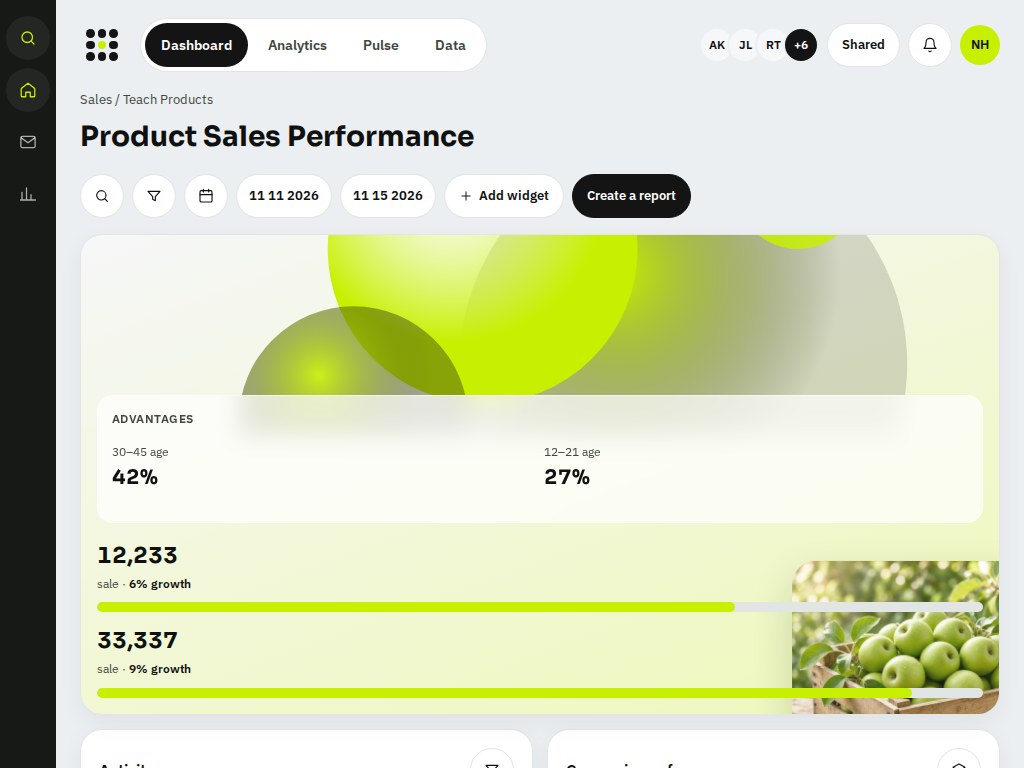 Dashboard
Analytics
Pulse
Data
AK
JL
RT
+6
Shared
NH
Sales / Teach Products
Product Sales Performance
11 11 2026
11 15 2026
Add widget
Create a report
ADVANTAGES
30–45 age
12–21 age
42%
27%
12,233
sale · 6% growth
33,337
sale · 9% growth